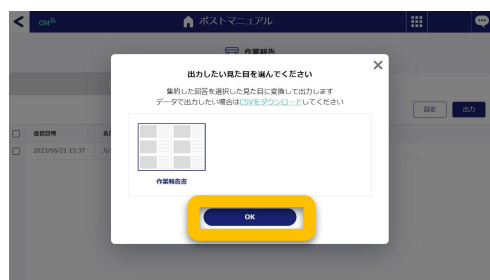 ON
ポストマニュアル
作業報告
出力したい見た目を選んでください
集約した回答を選択した見た目に変換して出力します
データで出力したい場合はCSVをダウンロードしてください
設定
出力
送信日時
2023/06/21 13:37
作業報告書
OK